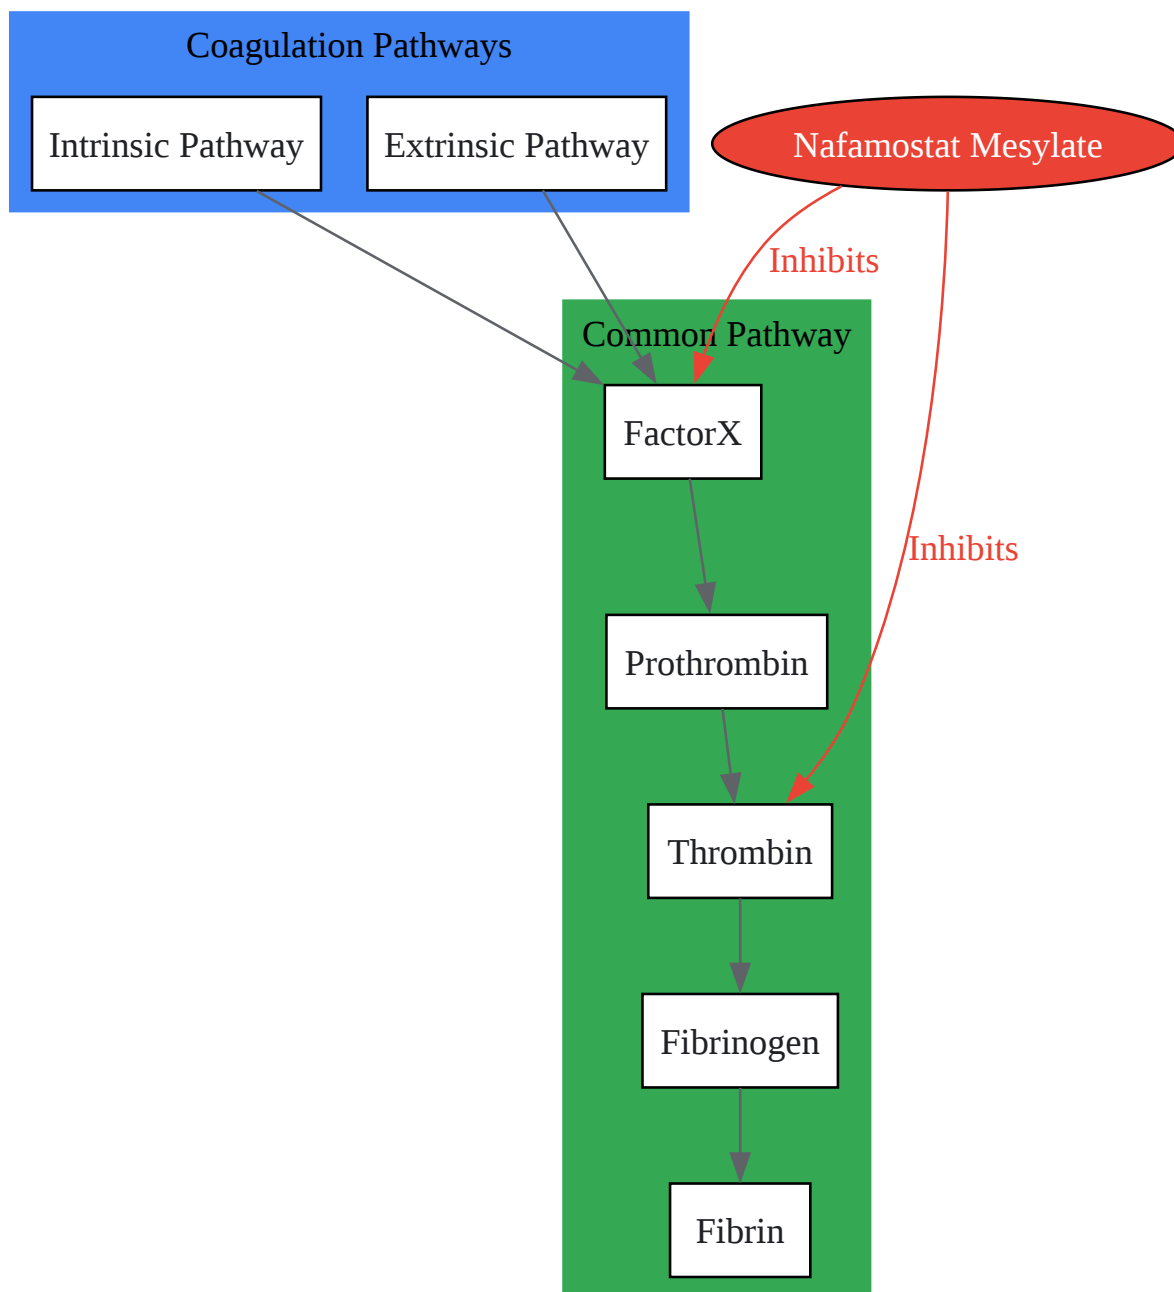 Coagulation Pathways
Intrinsic Pathway
Extrinsic Pathway
Nafamostat Mesylate
Inhibits
Common Pathway
FactorX
Inhibits
Prothrombin
Thrombin
Fibrinogen
Fibrin